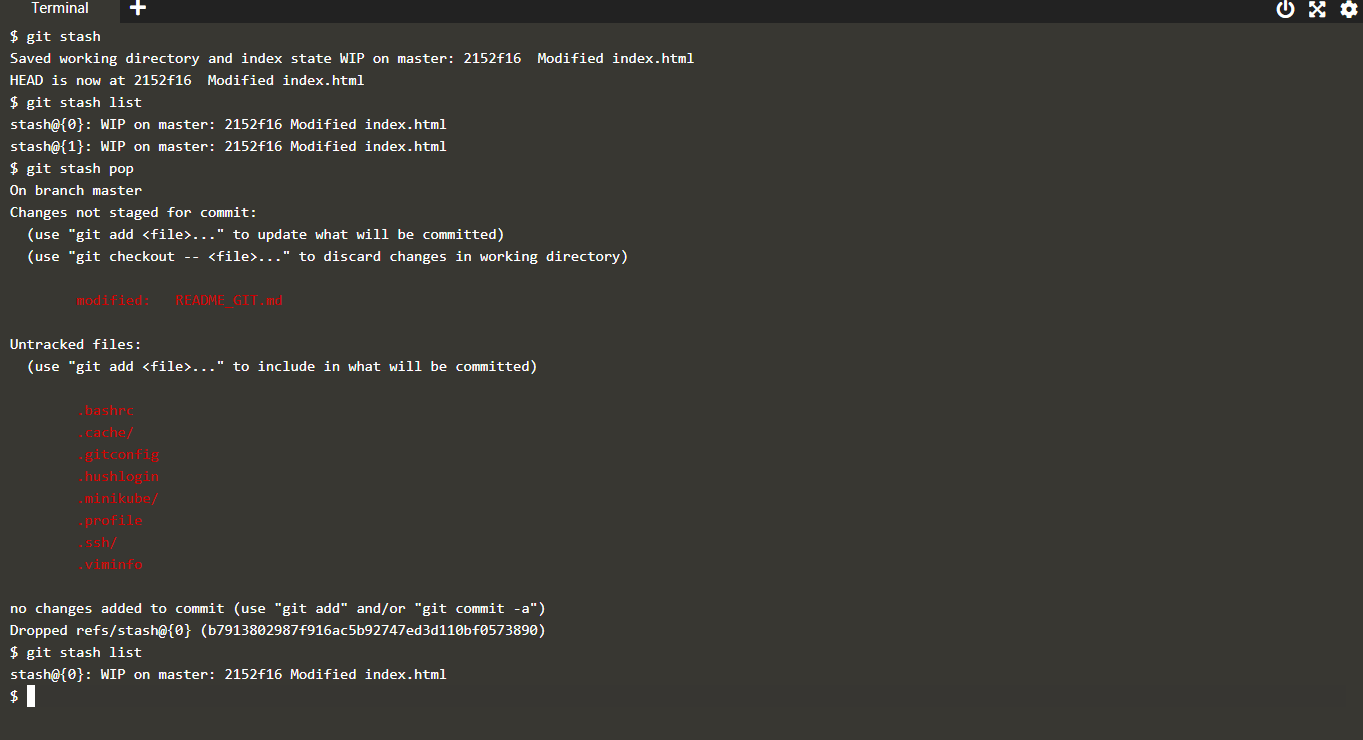 Terminal
$ git stash
Saved working directory and index state WIP on master: 2152f16  Modified index.html
HEAD is now at 2152f16  Modified index.html
$ git stash list
stash@{0}: WIP on master: 2152f16 Modified index.html
stash@{1}: WIP on master: 2152f16 Modified index.html
$ git stash pop
On branch master
Changes not staged for commit:
  (use "git add <file>..." to update what will be committed)
  (use "git checkout -- <file>..." to discard changes in working directory)
        modified:   README_GIT.md
Untracked files:
  (use "git add <file>..." to include in what will be committed)
        .bashrc
        .cache/
        .gitconfig
        .hushlogin
        .minikube/
        .profile
        .ssh/
        .viminfo
no changes added to commit (use "git add" and/or "git commit -a")
Dropped refs/stash@{0} (b7913802987f916ac5b92747ed3d110bf0573890)
$ git stash list
stash@{0}: WIP on master: 2152f16 Modified index.html
$